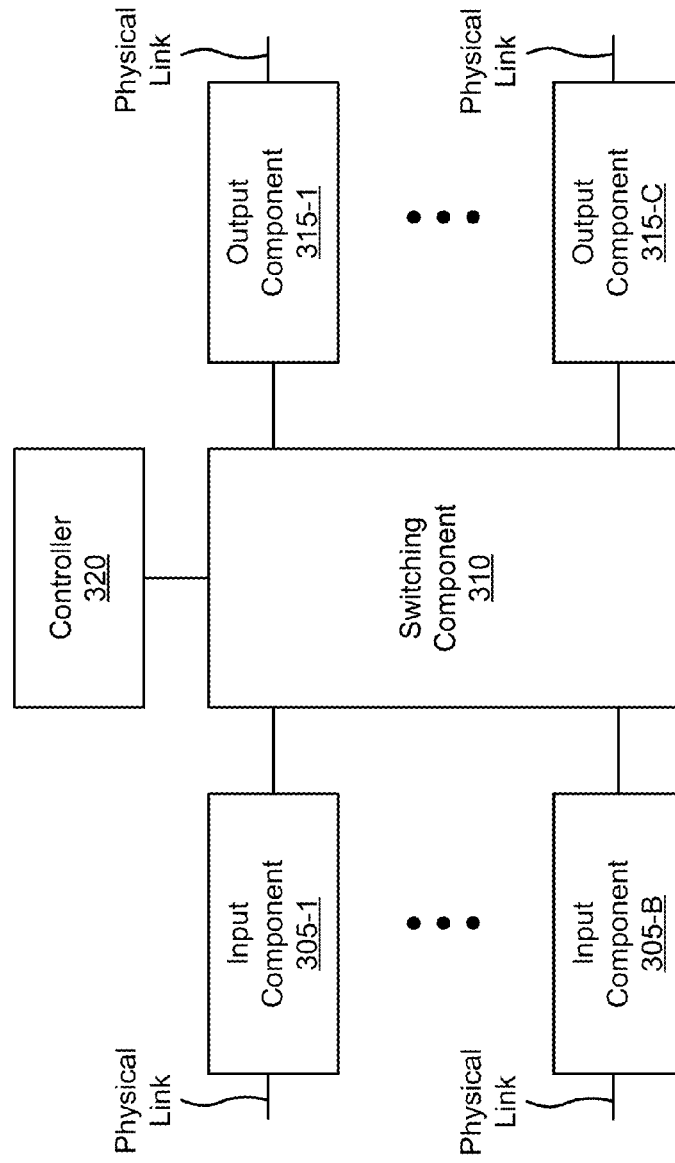 Controller
320
Physical
Link
Input
Component
305-1
Switching
Component
310
Output
Component
315-1
Physical
Link
Physical
Link
Input
Component
305-B
Output
Component
315-C
Physical
Link